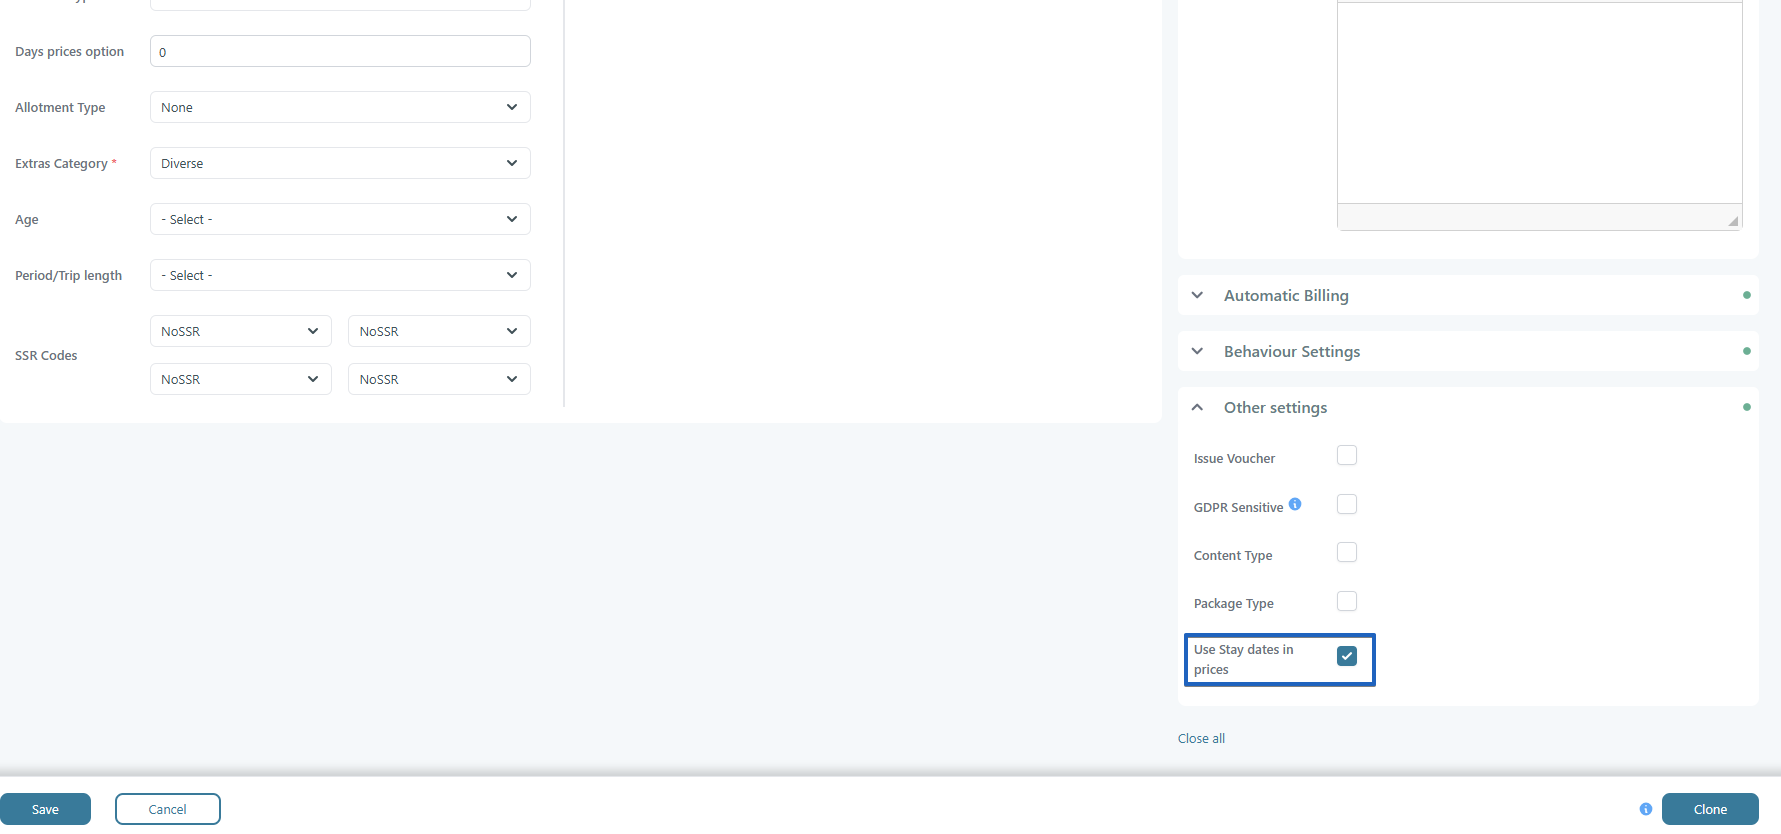 Days prices option
0
Allotment Type
None
Extras Category *
Diverse
Age
- Select -
Period/Trip length
- Select -
SSR Codes
NoSSR
NoSSR
NoSSR
NoSSR
Automatic Billing
Behaviour Settings
Other settings
Issue Voucher
GDPR Sensitive
Content Type
Package Type
Use Stay dates in
prices
Close all
Save
Cancel
Clone